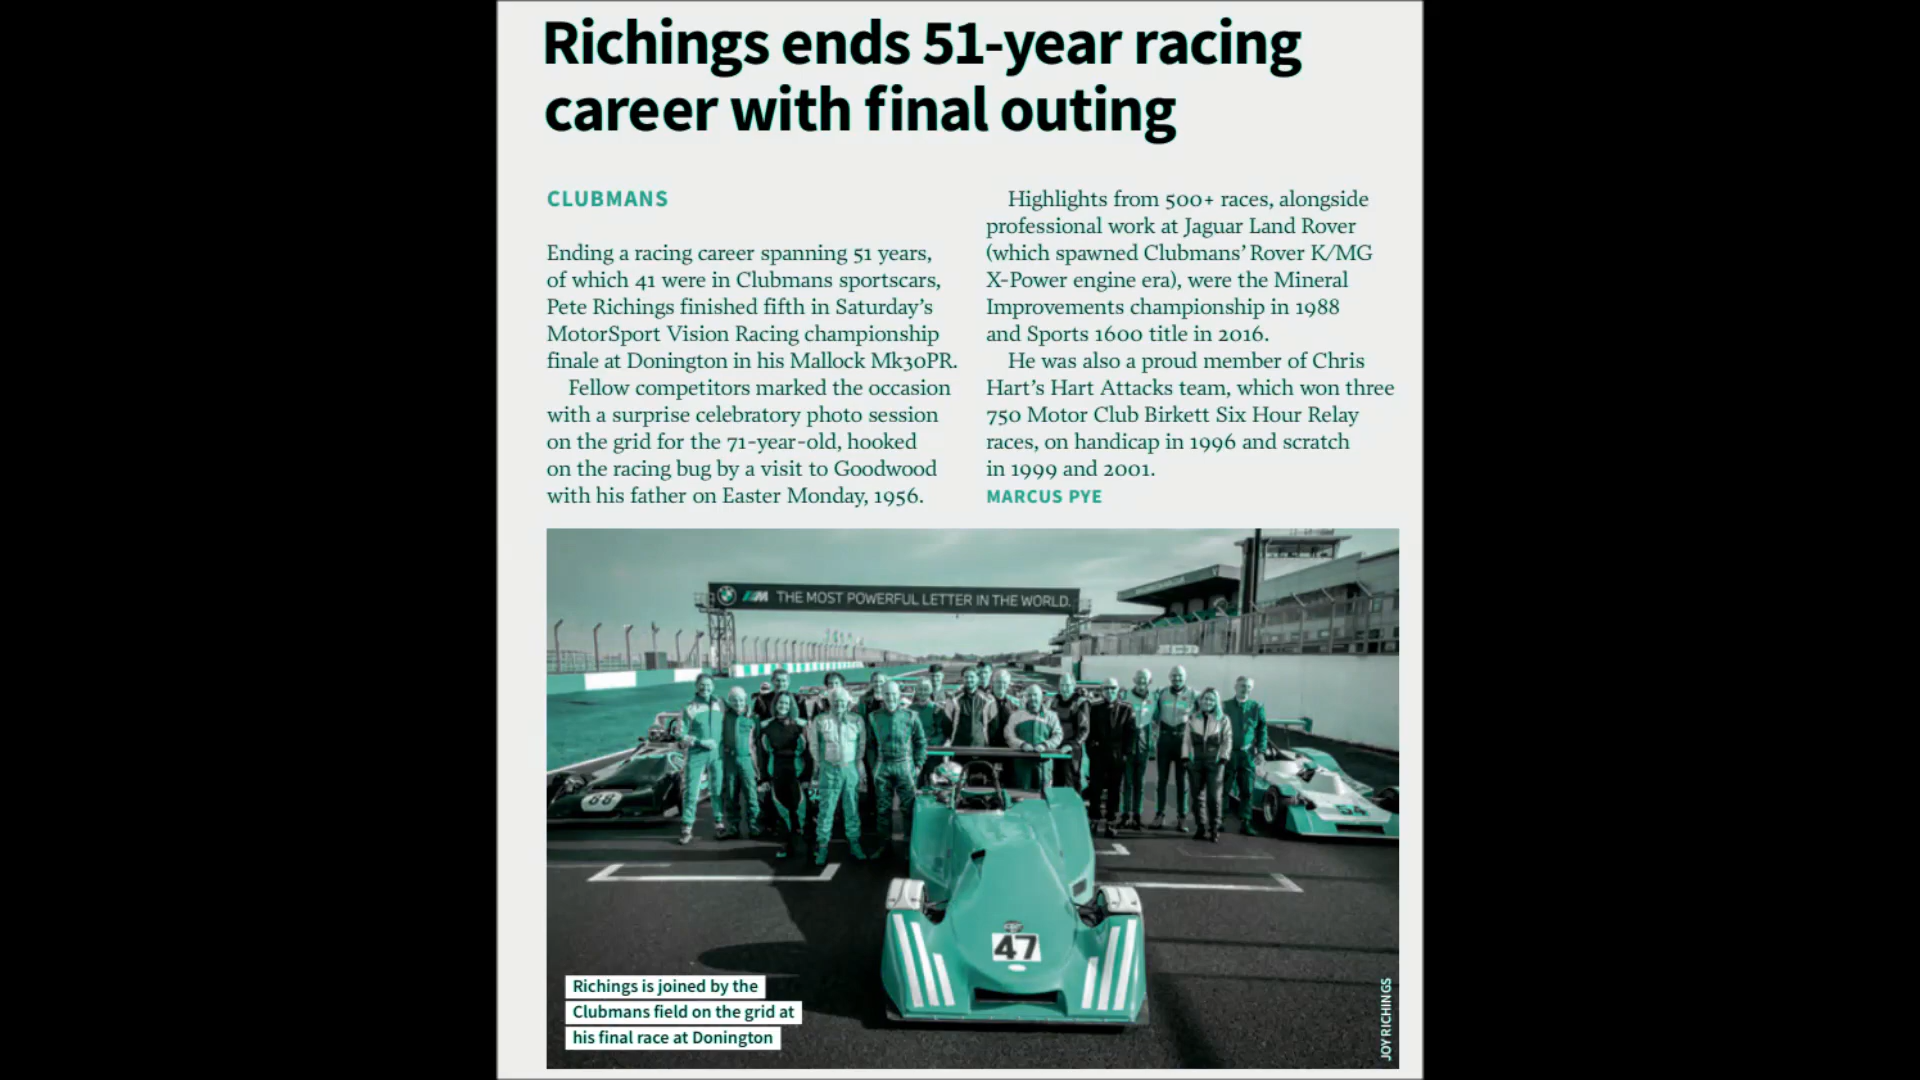 Richings ends 51-year racing
career with final outing
CLUBMANS
Ending a racing career spanning 51 years,
of which 41 were in Clubmans sportscars,
Pete Richings finished fifth in Saturday's
MotorSport Vision Racing championship
finale at Donington in his Mallock Mk30PR.
Fellow competitors marked the occasion
with a surprise celebratory photo session
on the grid for the 71-year-old, hooked
on the racing bug by a visit to Goodwood
with his father on Easter Monday, 1956.
Highlights from 500+ races, alongside
professional work at Jaguar Land Rover
(which spawned Clubmans' Rover K/MG
X-Power engine era), were the Mineral
Improvements championship in 1988
and Sports 1600 title in 2016.
He was also a proud member of Chris
Hart's Hart Attacks team, which won three
750 Motor Club Birkett Six Hour Relay
races, on handicap in 1996 and scratch
in 1999 and 2001.
MARCUS PYE
M THE MOST POWERFUL LETTER IN THE WORLD.
88
47
Richings is joined by the
Clubmans field on the grid at
his final race at Donington
JOY RICHINGS